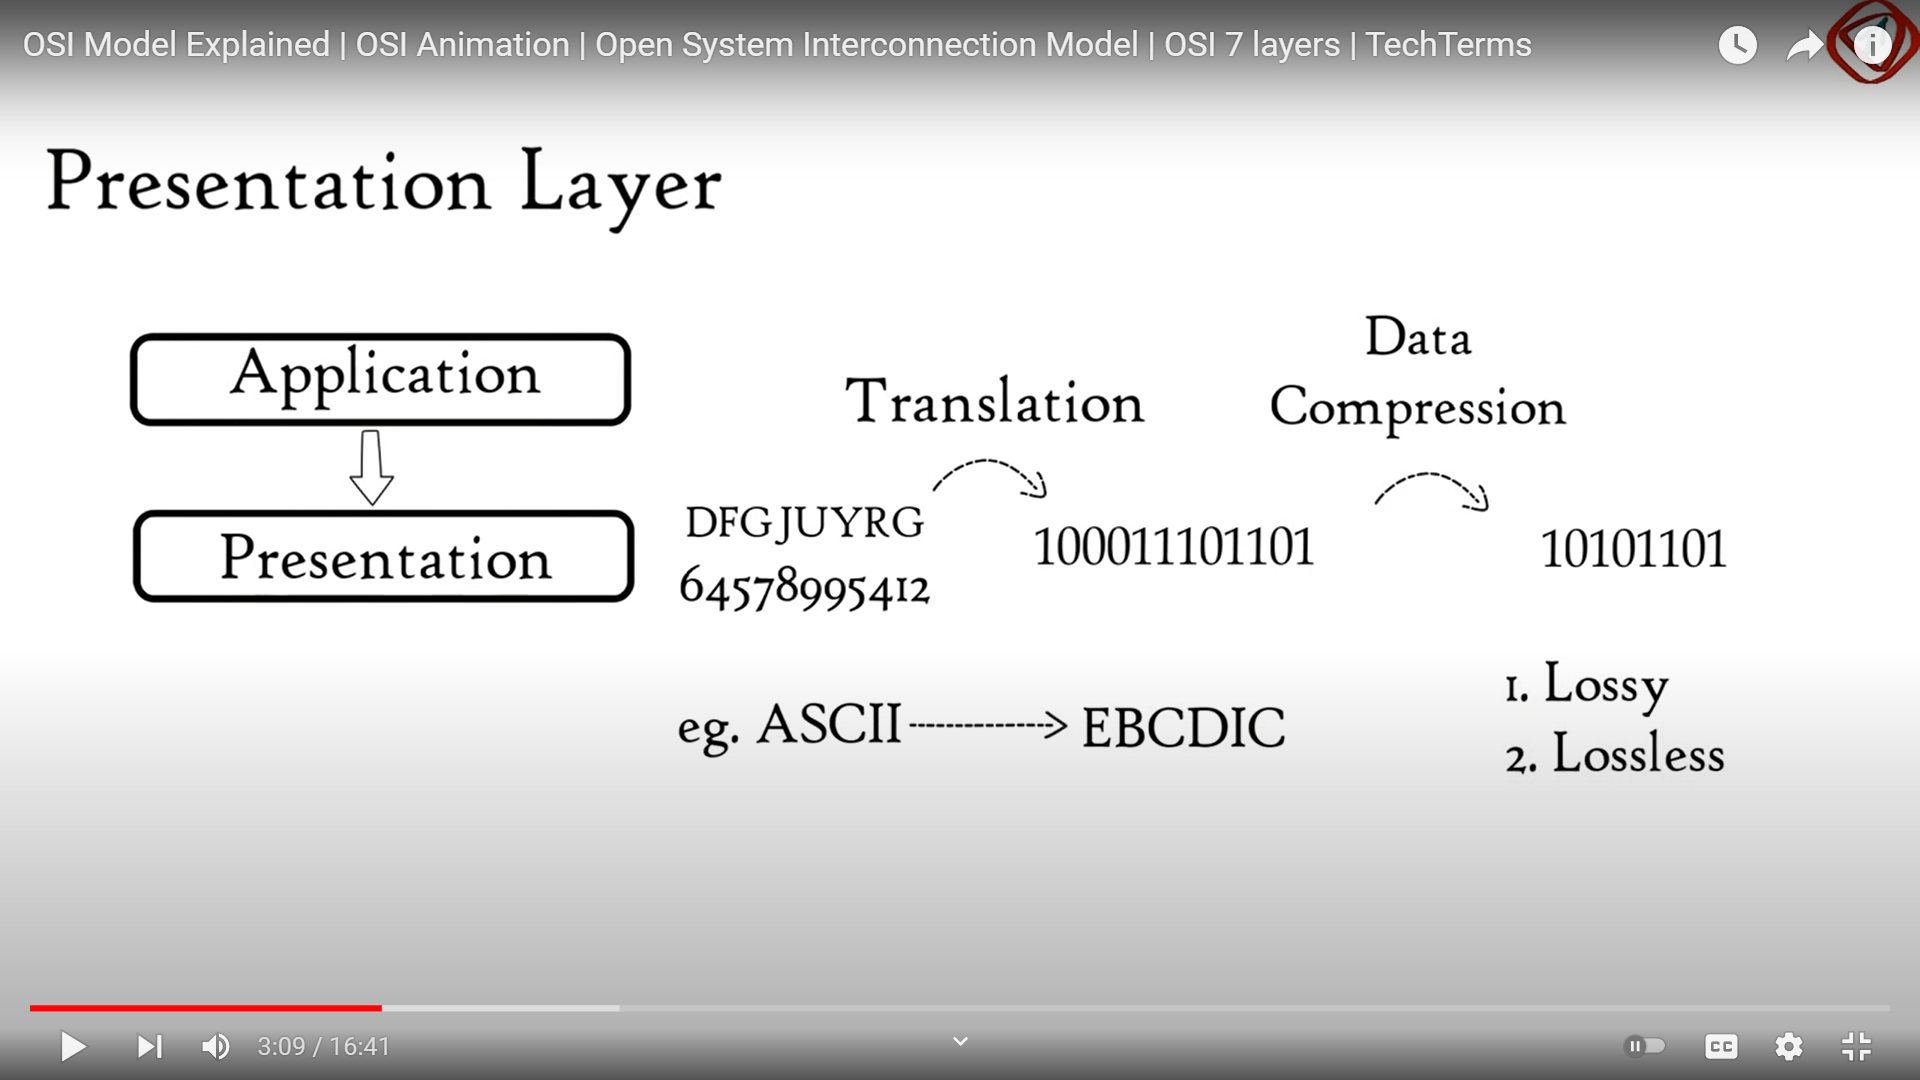 OSI Model Explained | OSI Animation | Open System Interconnection Model | OSI 7 layers | TechTerms
Presentation Layer
Application
Presentation
Translation
DFGJUYRG
64578995412
100011101101
Data
Compression
10101101
eg. ASCII EBCDIC
1. Lossy
2. Lossless
3:09 / 16:41
CC